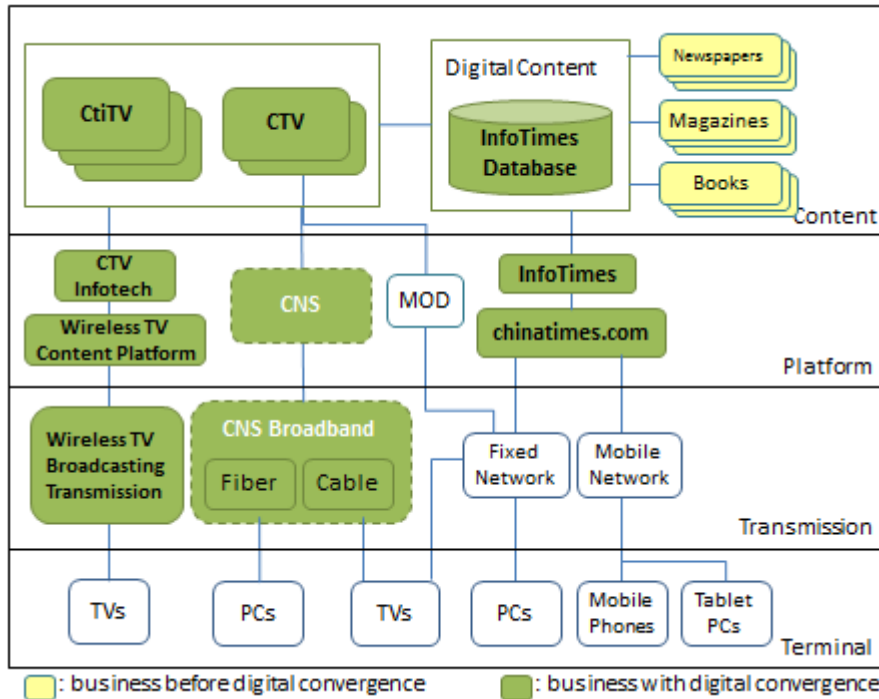 CtiTV
CTV
Digital Content
InfoTimes
Database
Newspapers
Magazines
Books
Content
CTV
Infotech
Wireless TV
Content Platform
CNS
MOD
InfoTimes
chinatimes.com
Platform
Wireless TV
Broadcasting
Transmission
CNS Broadband
Fiber
Cable
Fixed
Network
Mobile
Network
Transmission
TVs
PCs
TVs
PCs
Mobile
Phones
Tablet
PCs
Terminal
: business before digital convergence
: business with digital convergence